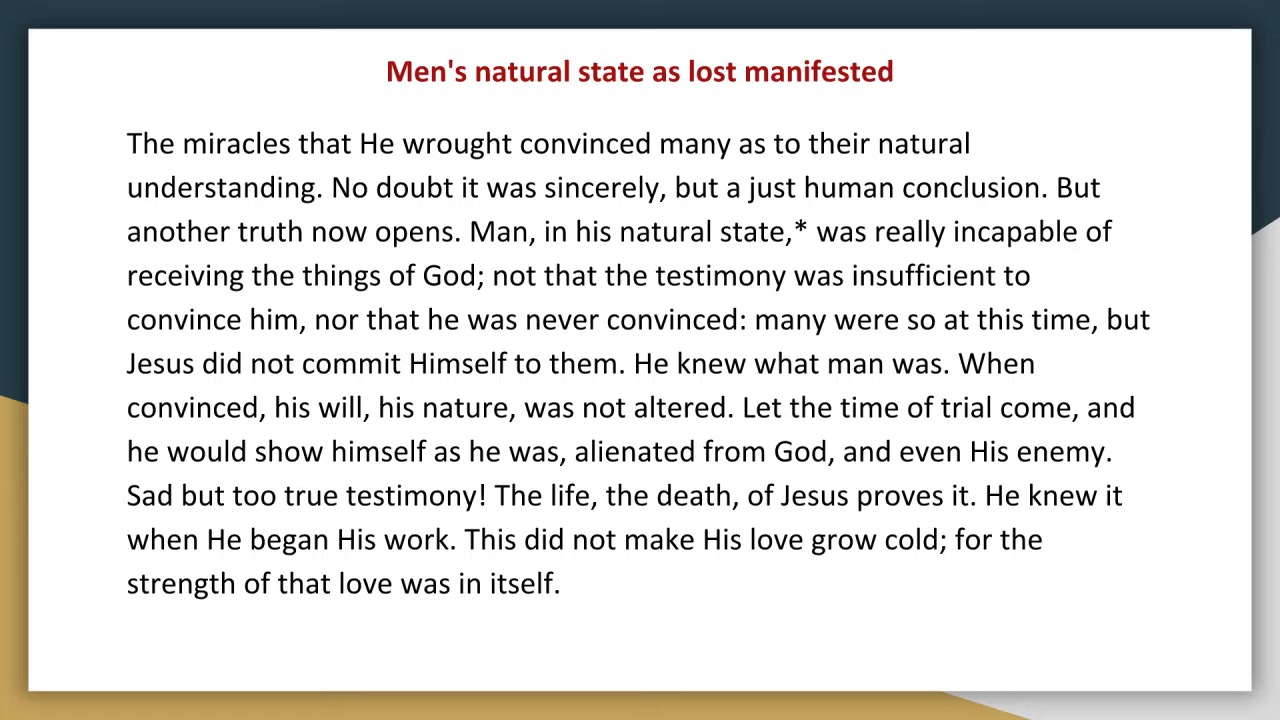 Men's natural state as lost manifested
The miracles that He wrought convinced many as to their natural
understanding. No doubt it was sincerely, but a just human conclusion. But
another truth now opens. Man, in his natural state,* was really incapable of
receiving the things of God; not that the testimony was insufficient to
convince him, nor that he was never convinced: many were so at this time, but
Jesus did not commit Himself to them. He knew what man was. When
convinced, his will, his nature, was not altered. Let the time of trial come, and
he would show himself as he was, alienated from God, and even His enemy.
Sad but too true testimony! The life, the death, of Jesus proves it. He knew it
when He began His work. This did not make His love grow cold; for the
strength of that love was in itself.